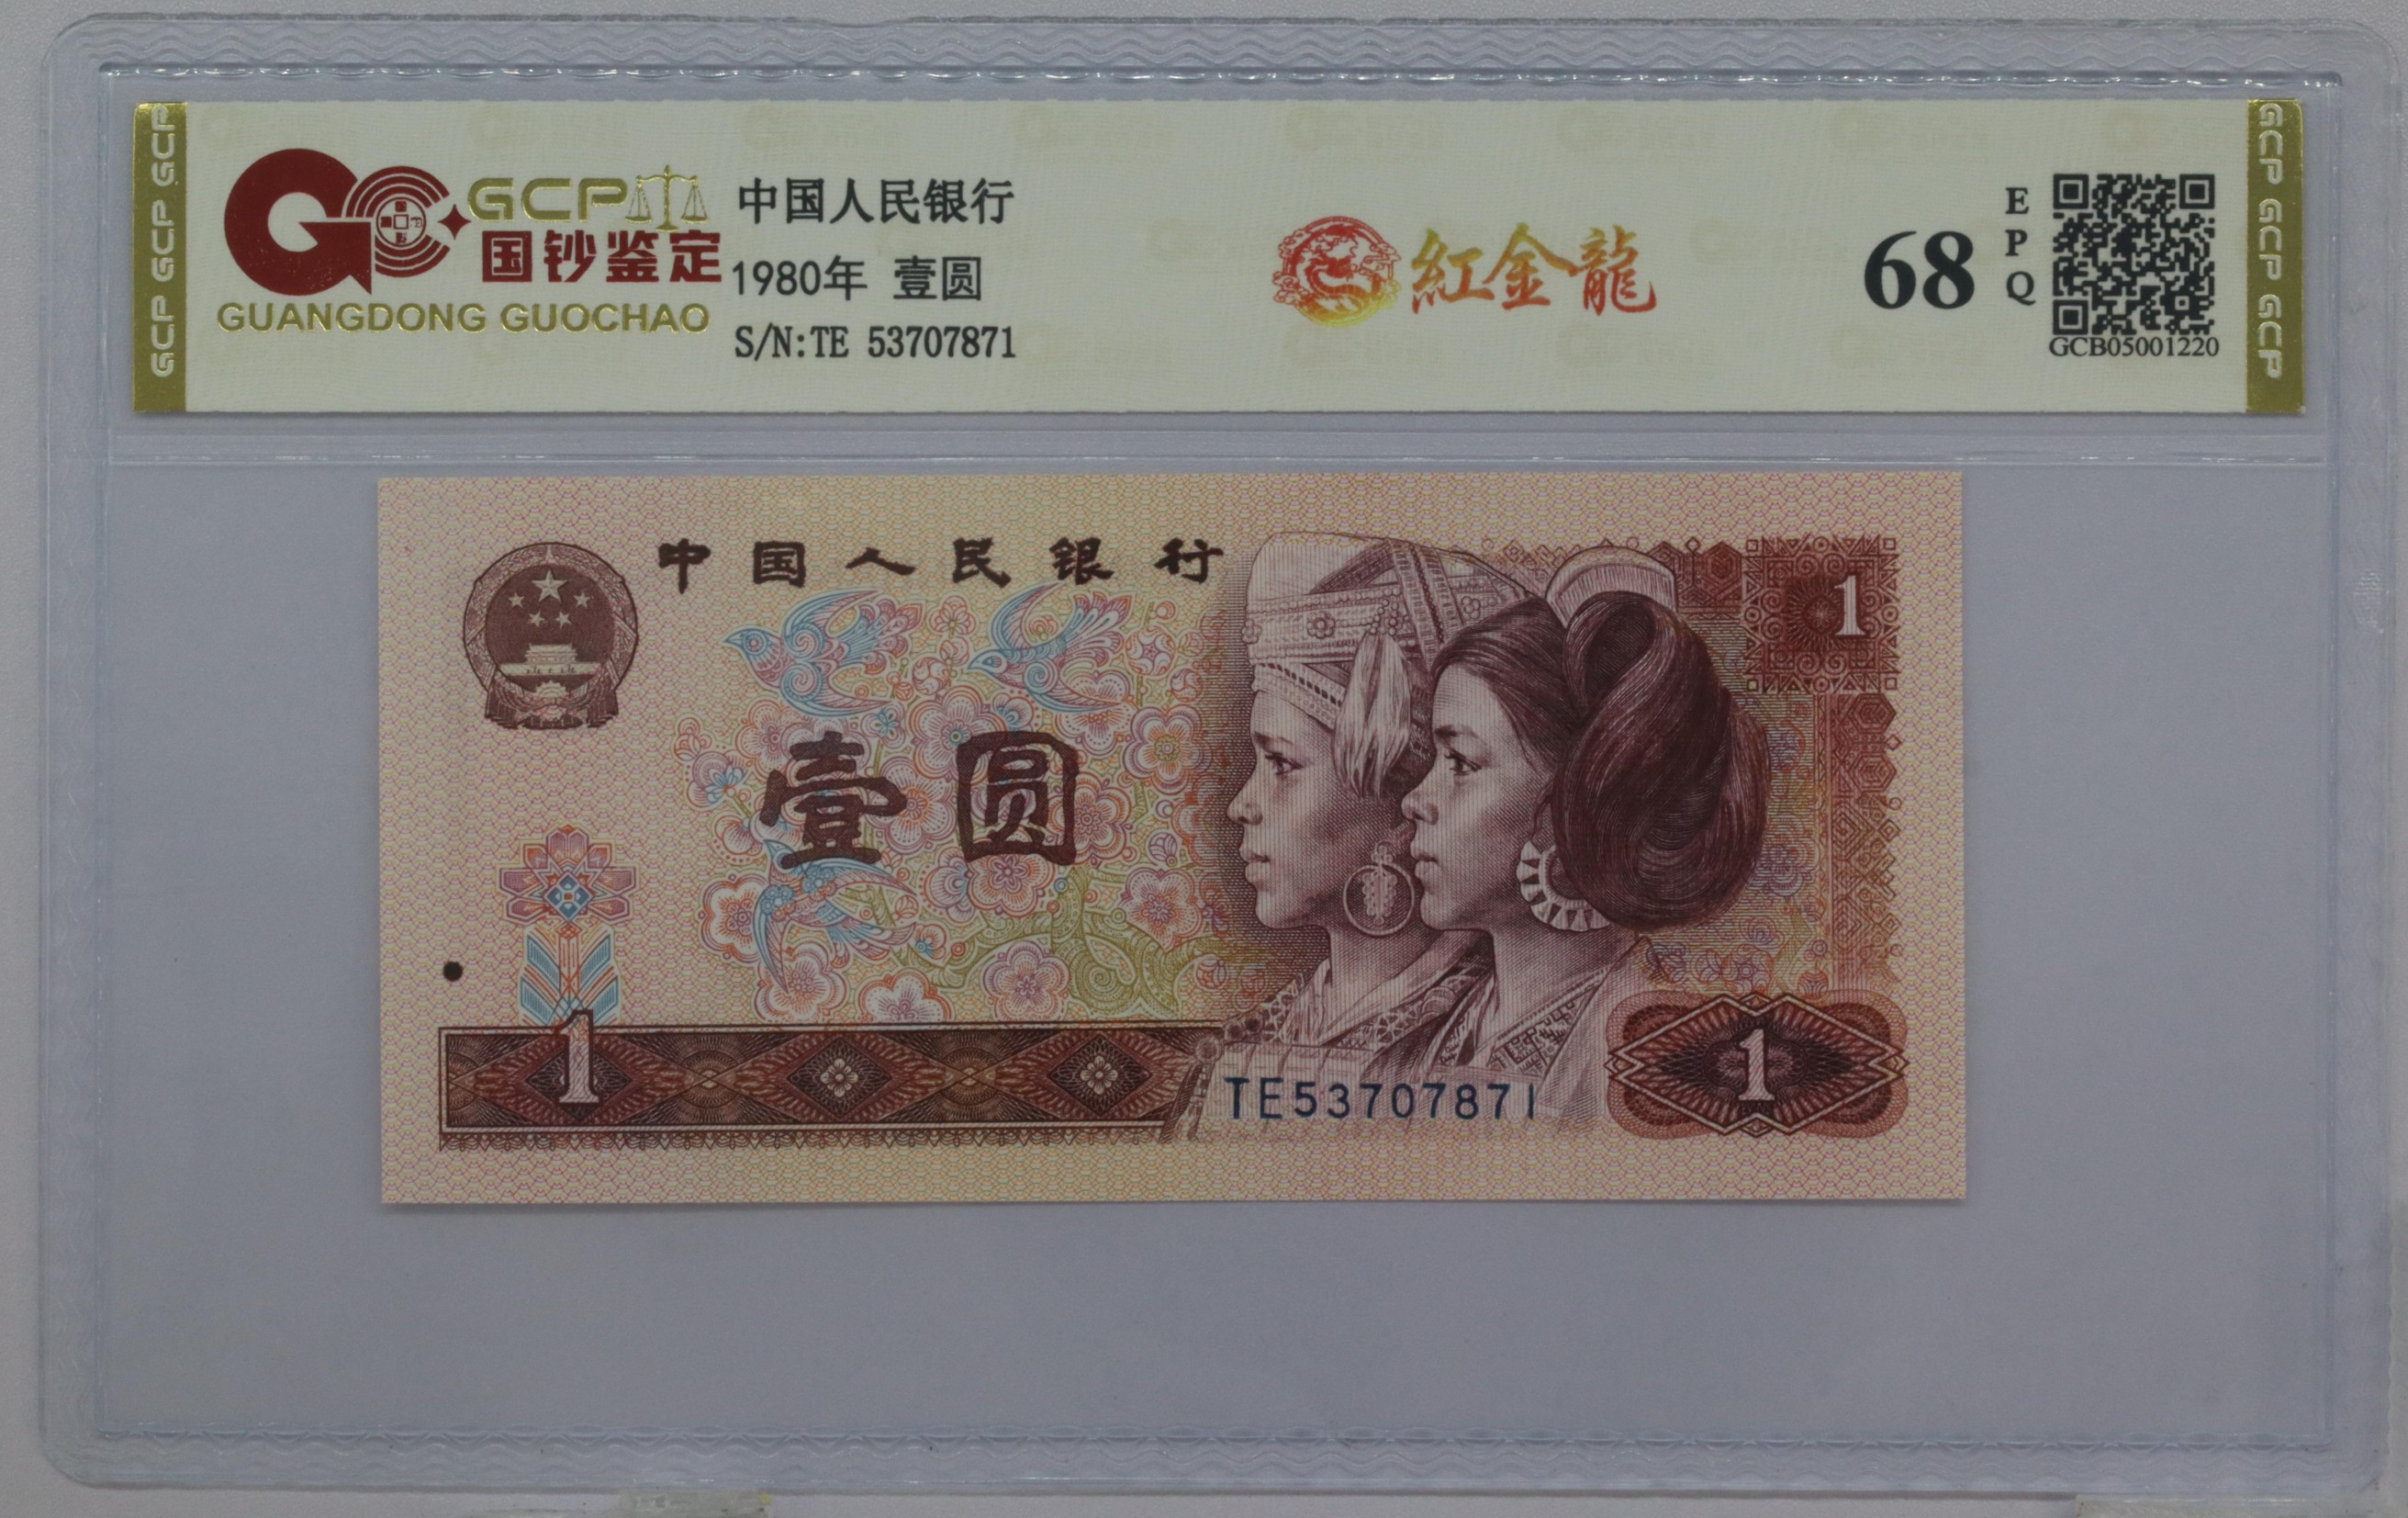 GCP GCP GCP
GCP
国钞鉴定
GUANGDONG GUOCHAO
中国人民银行
1980年 壹圆
S/N:TE 53707871
紅金龍
68
EPQ
GCB05001220
GCP GCP GCP
中国人民银行
1
壹圆
1
TE53707871
1